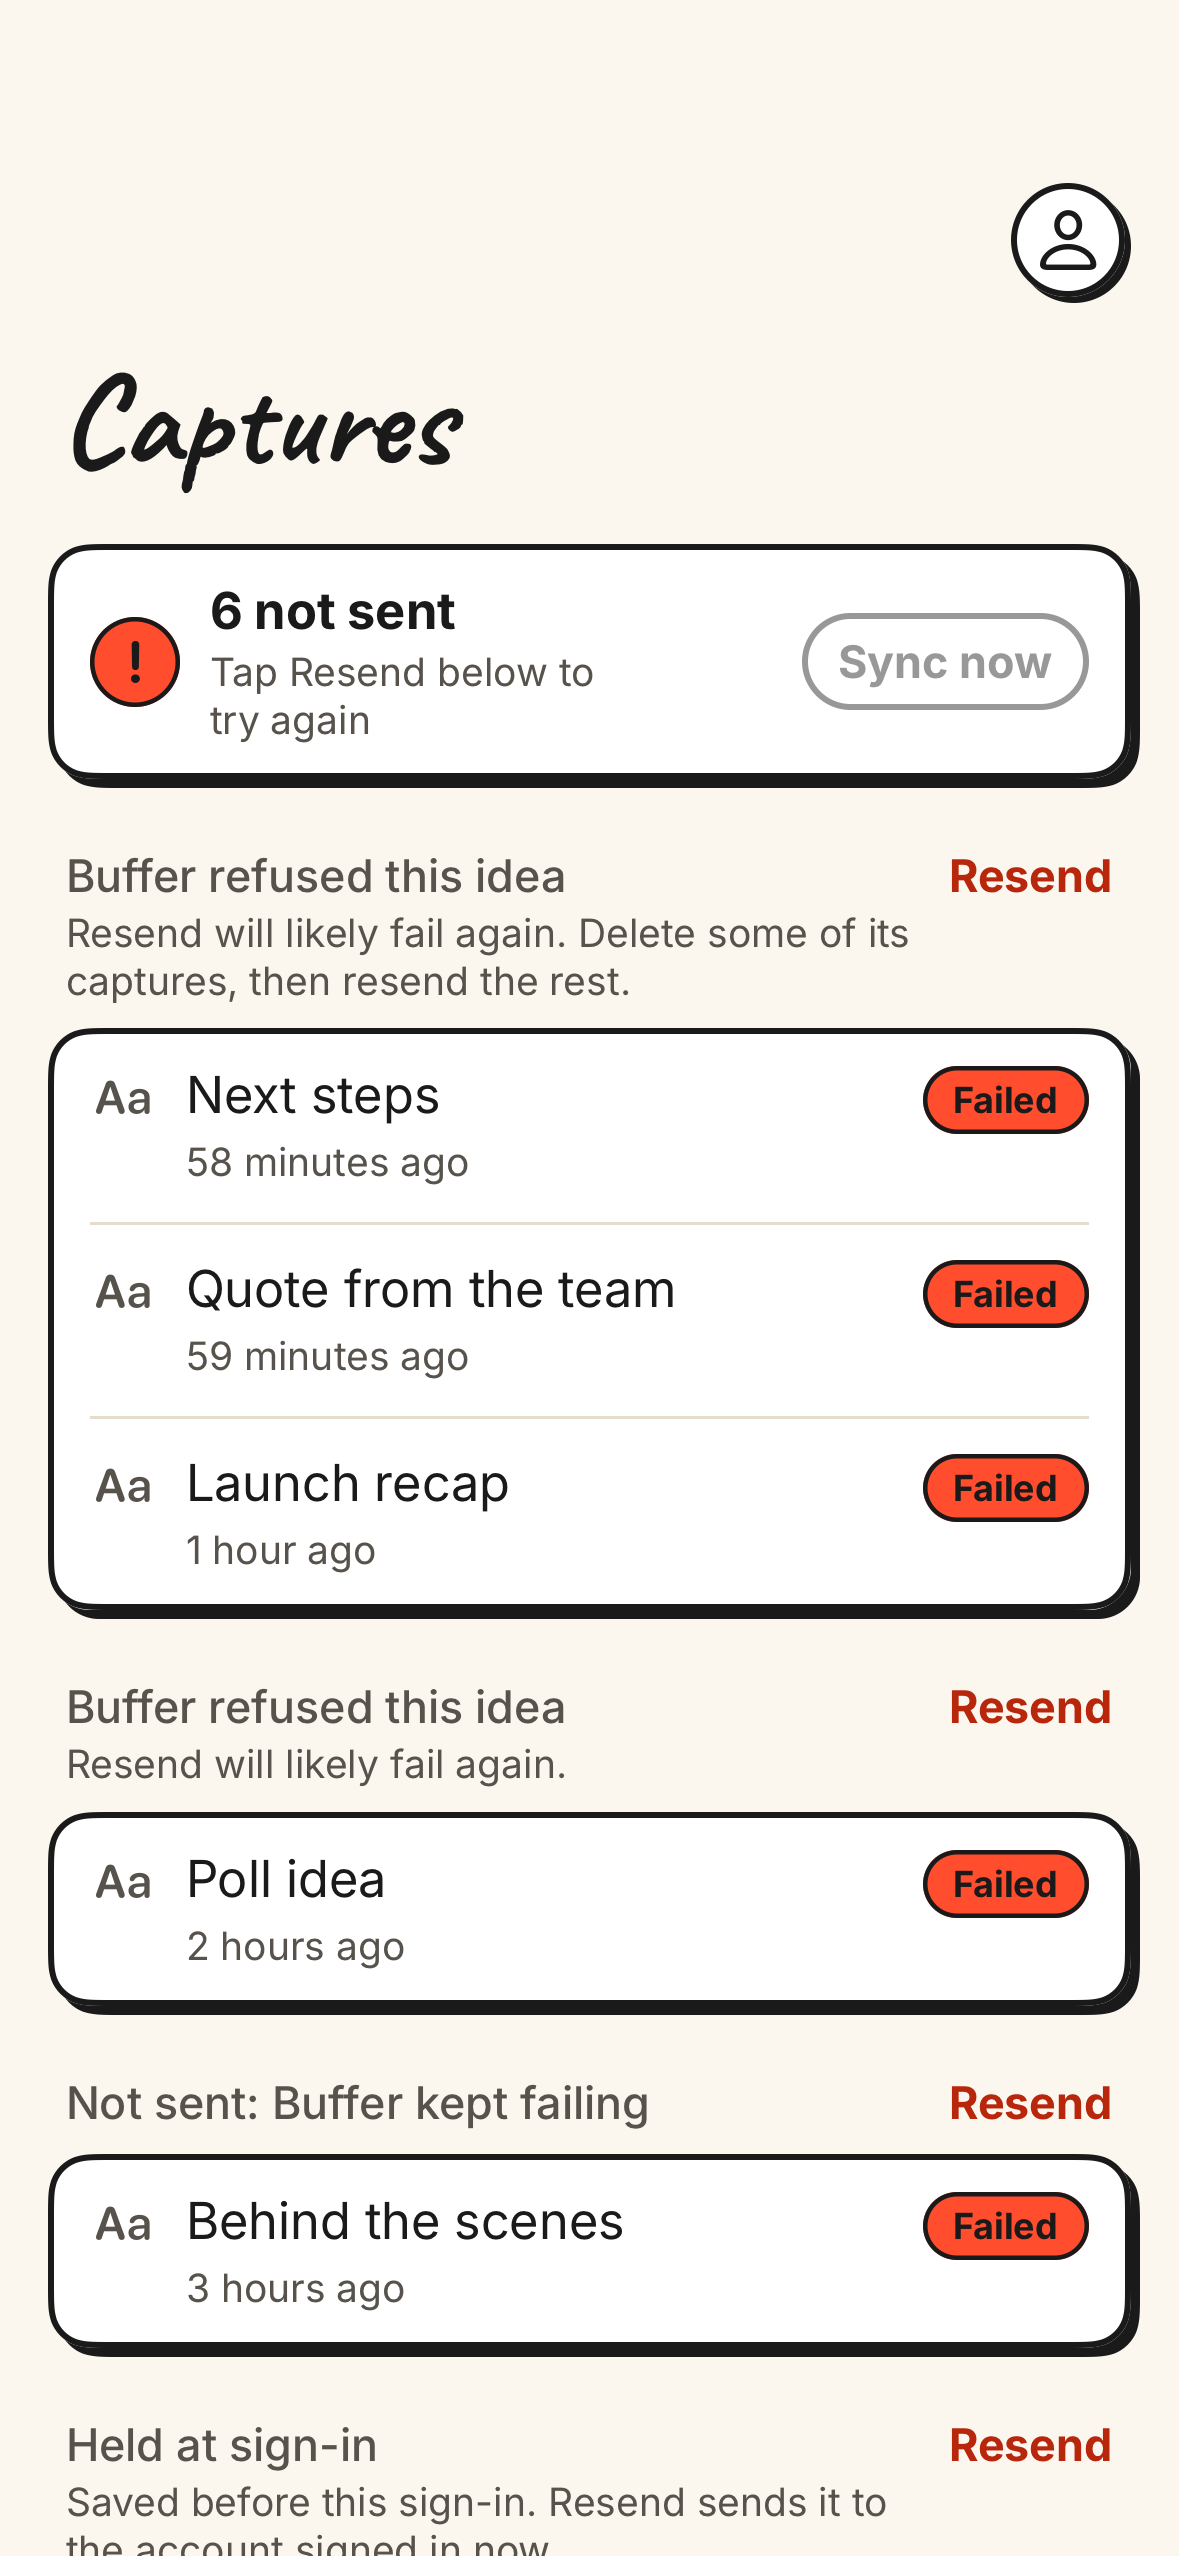 Captures
6 not sent
Tap Resend below to
try again
Sync now
Buffer refused this idea
Resend
Resend will likely fail again. Delete some of its
captures, then resend the rest.
Aa Next steps Failed
58 minutes ago
Aa Quote from the team Failed
59 minutes ago
Aa Launch recap Failed
1 hour ago
Buffer refused this idea
Resend
Resend will likely fail again.
Aa Poll idea Failed
2 hours ago
Not sent: Buffer kept failing
Resend
Aa Behind the scenes Failed
3 hours ago
Held at sign-in
Resend
Saved before this sign-in. Resend sends it to
the account signed in now